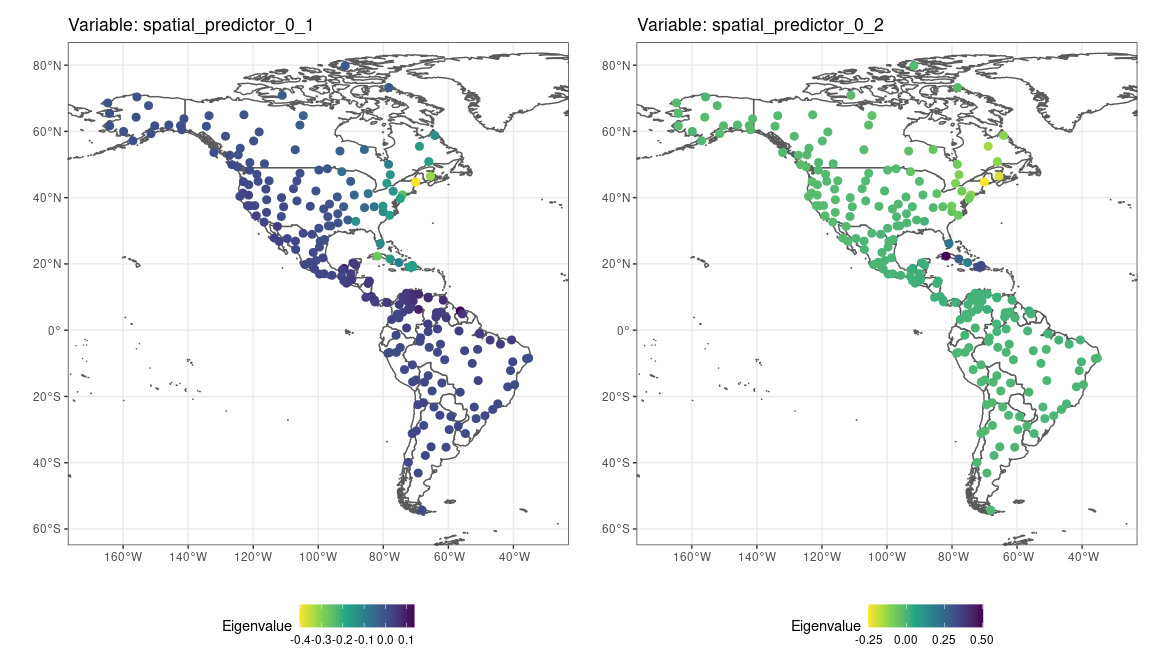 Variable: spatial_predictor_0_1
Variable: spatial_predictor_0_2
80°N
60°N
40°N
20°N
0°
20°S
40°S
60°S
160°W 140°W 120°W 100°W 80°W 60°W 40°W
80°N
60°N
40°N
20°N
0°
20°S
40°S
60°S
160°W 140°W 120°W 100°W 80°W 60°W 40°W
Eigenvalue
-0.4 -0.3 -0.2 -0.1 0.0 0.1
Eigenvalue
-0.25 0.00 0.25 0.50